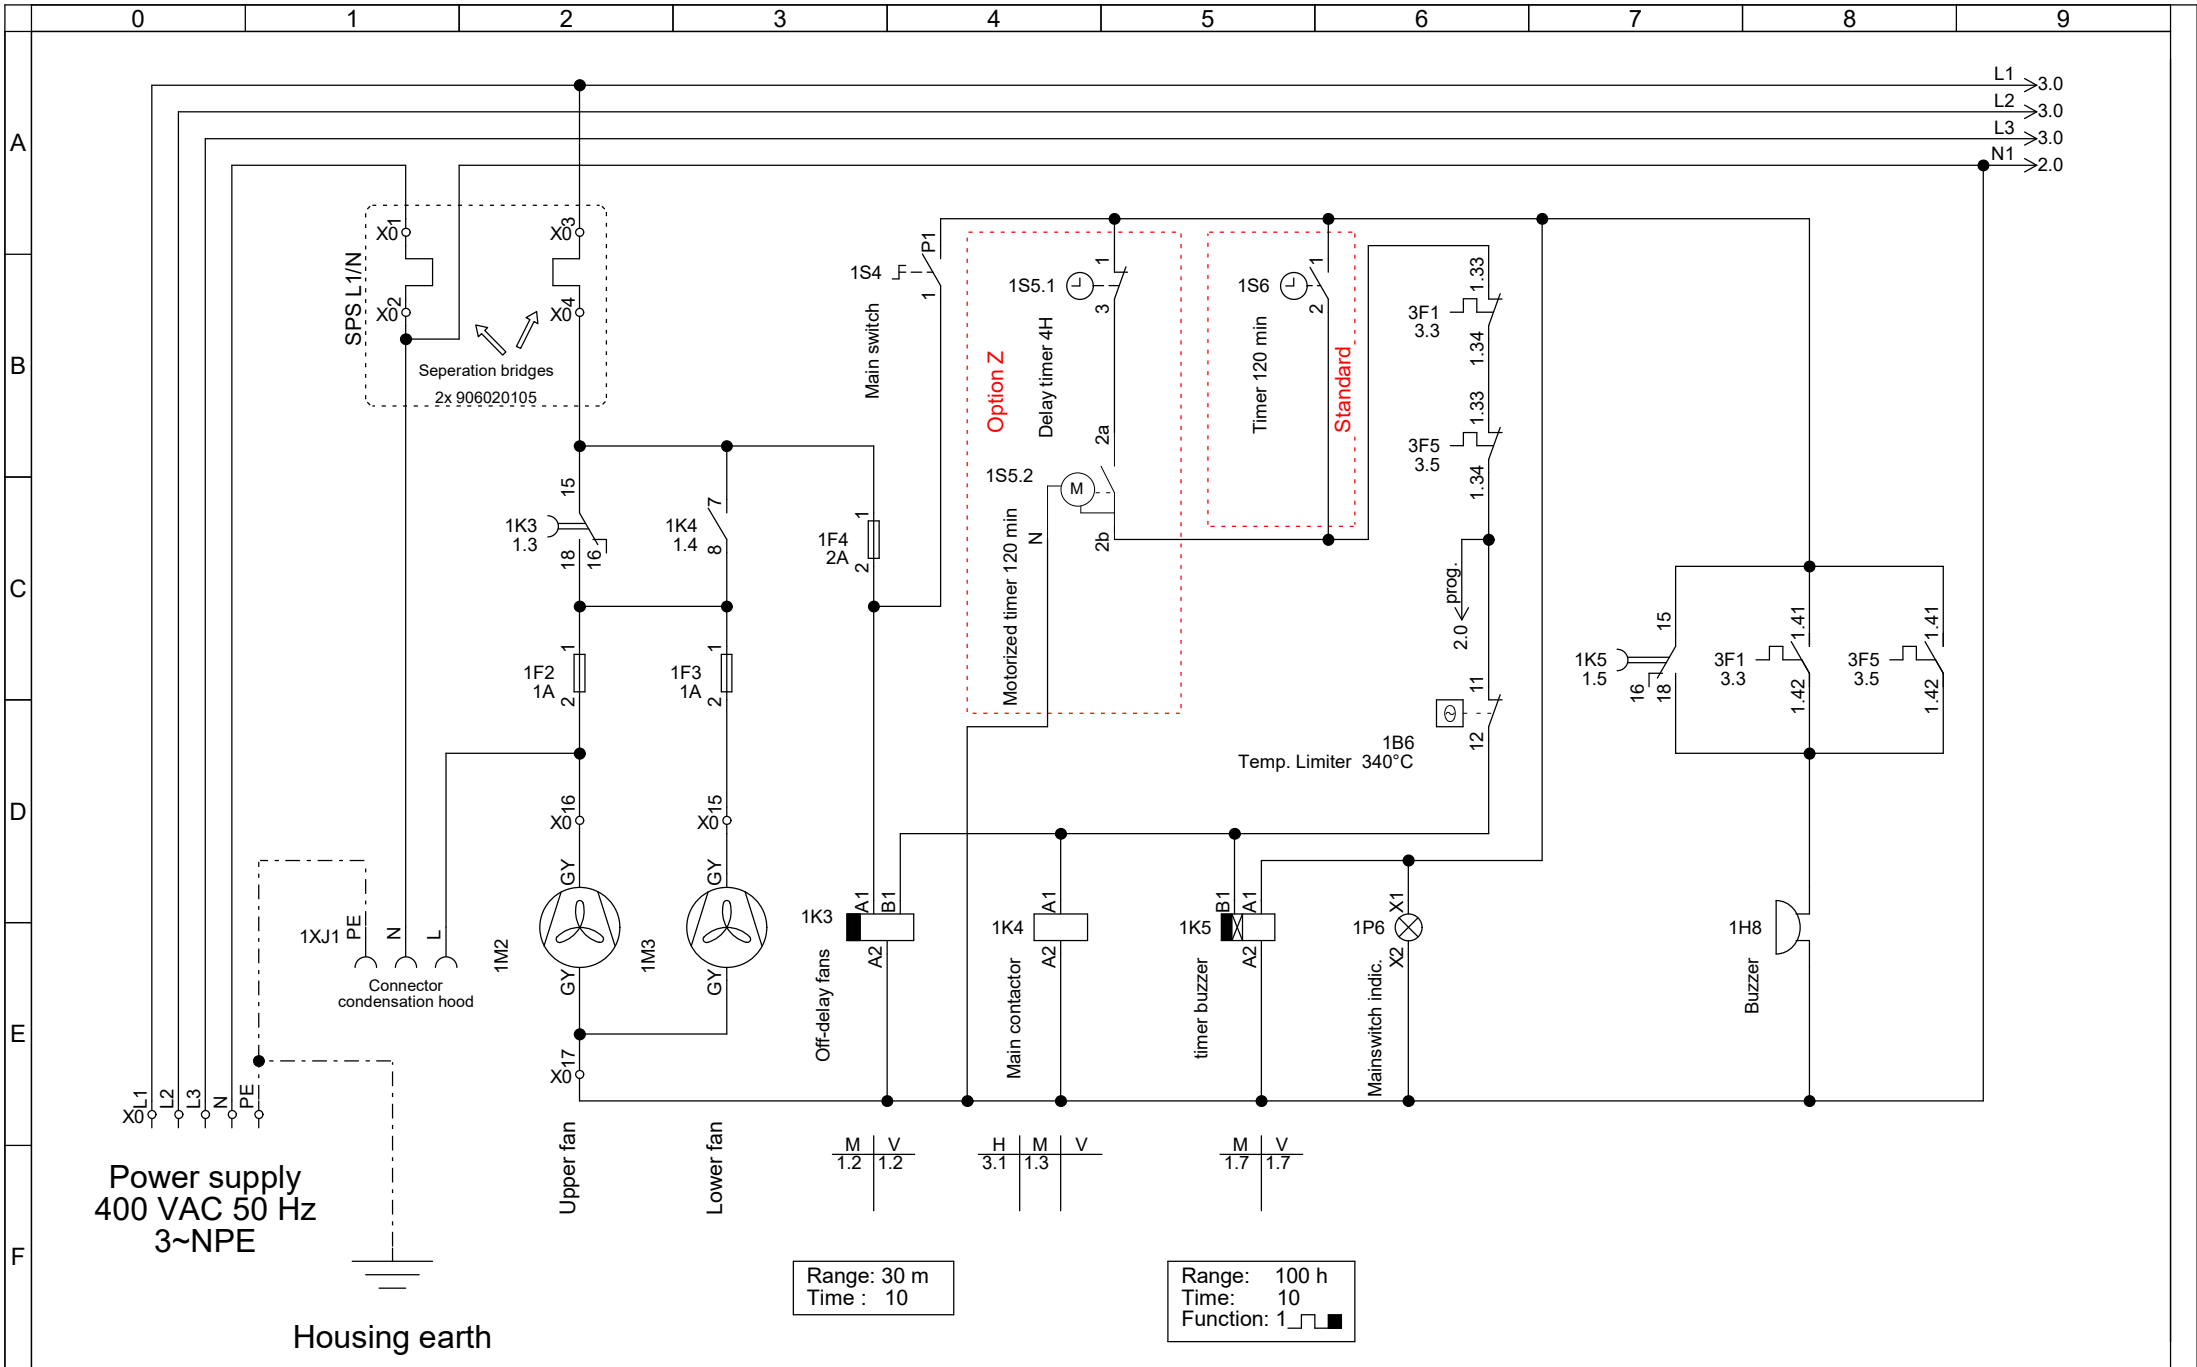 0 1 2 3 4 5 6 7 8 9
A
B
C
D
E
F
L1 3.0
L2 3.0
L3 3.0
N1 2.0
SPS L1/N
X0 1
X0 2
X0 3
X0 4
Seperation bridges
2x 906020105
1S4
P1
1
Main switch
Option Z
1S5.1
1
3
Delay timer 4H
2a
1S5.2
M
2b
N
Motorized timer 120 min
1S6
1
2
Timer 120 min
Standard
3F1
3.3
1.33
1.34
3F5
3.5
1.33
1.34
prog.
2.0
1K3
1.3
15
18
16
1K4
1.4
7
8
1F4
2A
1
2
1F2
1A
1
2
1F3
1A
1
2
11
12
1B6
Temp. Limiter 340°C
1K5
1.5
15
16
18
3F1
3.3
1.41
1.42
3F5
3.5
1.41
1.42
X0 16
X0 15
GY
GY
1M2
1M3
GY
GY
X0 17
1XJ1
PE
N
L
Connector
condensation hood
1K3
A1
B1
A2
Off-delay fans
1K4
A1
A2
Main contactor
1K5
B1
A1
A2
timer buzzer
1P6
X1
X2
Mainswitch indic.
1H8
Buzzer
X0
L1
L2
L3
N
PE
Power supply
400 VAC 50 Hz
3~NPE
Housing earth
Upper fan
Lower fan
M V
1.2 1.2
H M V
3.1 1.3
M V
1.7 1.7
Range: 30 m
Time : 10
Range: 100 h
Time: 10
Function: 1